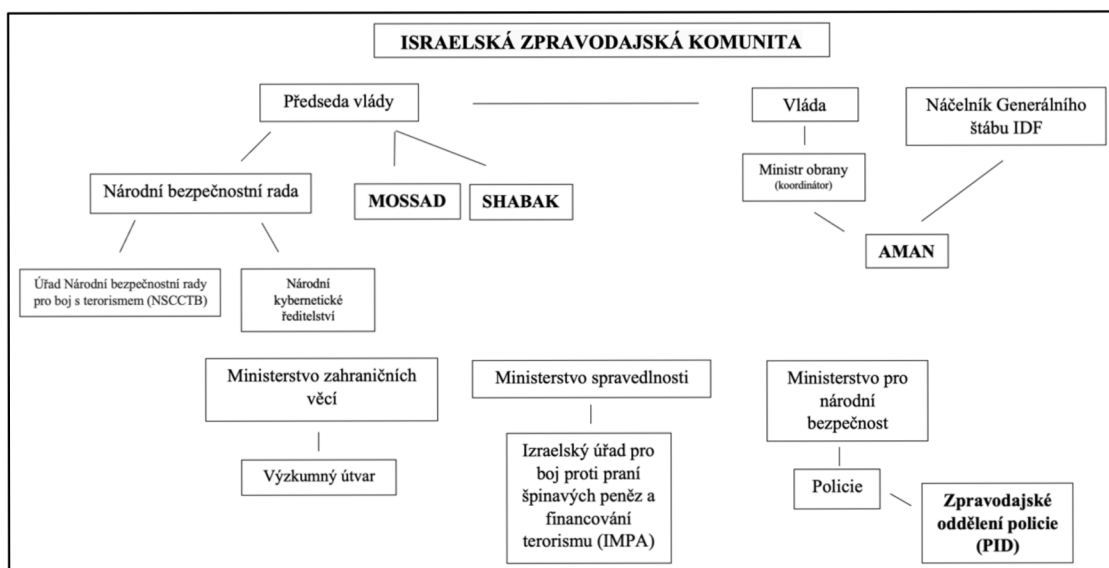 ISRAELSKÁ ZPRAVODAJSKÁ KOMUNITA
Předseda vlády
Vláda
Náčelník Generálního
štábu IDF
Národní bezpečnostní rada
MOSSAD
SHABAK
Ministr obrany
(koordinátor)
AMAN
Úřad Národní bezpečnostní rady
pro boj s terorismem (NSCCTB)
Národní
kybernetické
ředitelství
Ministerstvo zahraničních
věcí
Ministerstvo spravedlnosti
Ministerstvo pro
národní
bezpečnost
Výzkumný útvar
Izraelský úřad pro
boj proti praní
špinavých peněz a
financování
terorismu (IMPA)
Policie
Zpravodajské
oddělení policie
(PID)